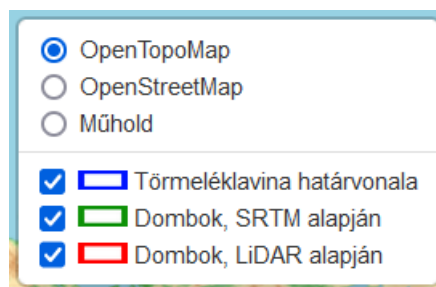 OpenTopoMap
OpenStreetMap
Műhold
Törmeléklavina határvonala
Dombok, SRTM alapján
Dombok, LiDAR alapján